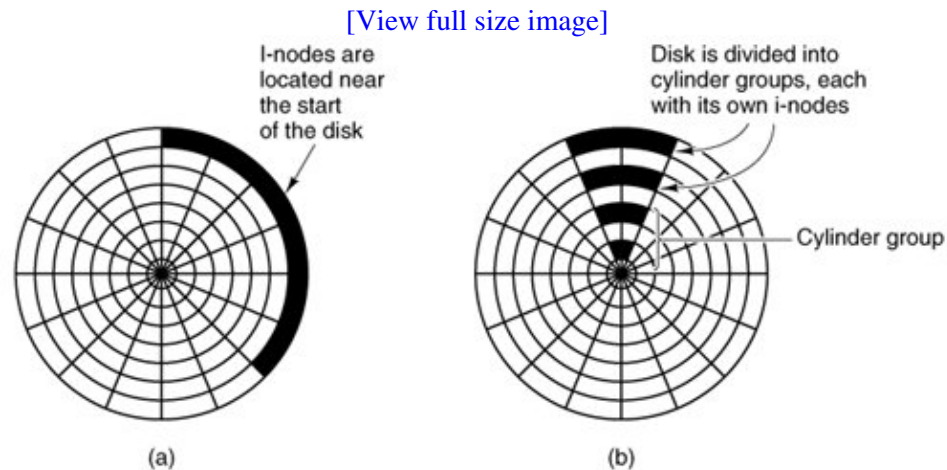 [View full size image]
I-nodes are
located near
the start
of the disk
Disk is divided into
cylinder groups, each
with its own i-nodes
Cylinder group
(a)
(b)